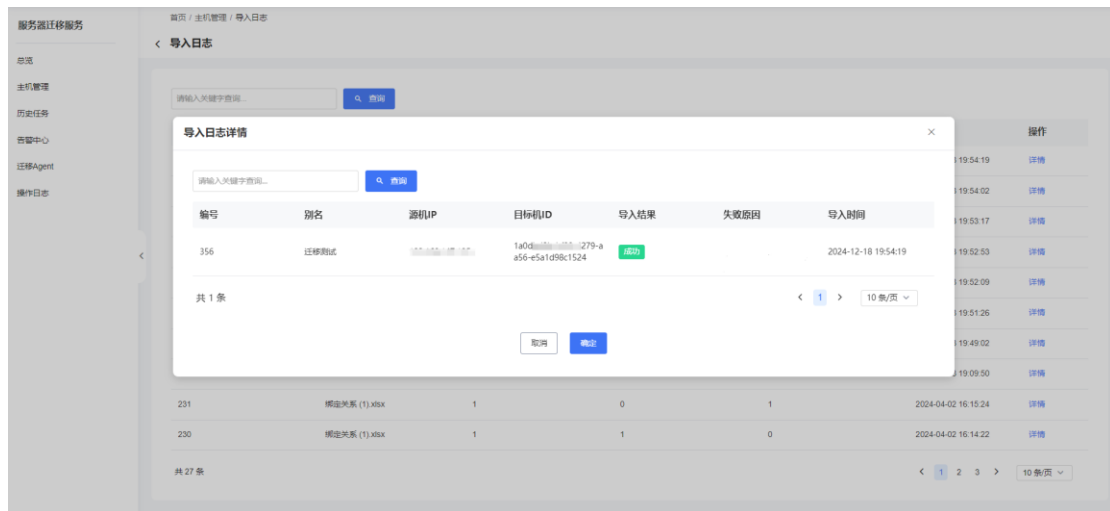 服务器迁移服务
总览
主机管理
历史任务
告警中心
迁移Agent
操作日志
首页 / 主机管理 / 导入日志
导入日志
请输入关键字查询...
查询
操作
19:54:19 详情
19:54:02 详情
19:53:17 详情
19:52:53 详情
19:52:09 详情
19:51:26 详情
19:49:02 详情
19:09:50 详情
导入日志详情
请输入关键字查询...
查询
编号 别名 源机IP 目标机ID 导入结果 失败原因 导入时间
356 迁移测试 1a0d 279-a 成功 2024-12-18 19:54:19
a56-e5a1d98c1524
共 1 条 1 10 条/页
取消 确定
231 绑定关系 (1).xlsx 1 0 1 2024-04-02 16:15:24 详情
230 绑定关系 (1).xlsx 1 1 0 2024-04-02 16:14:22 详情
共 27 条 1 2 3 10 条/页